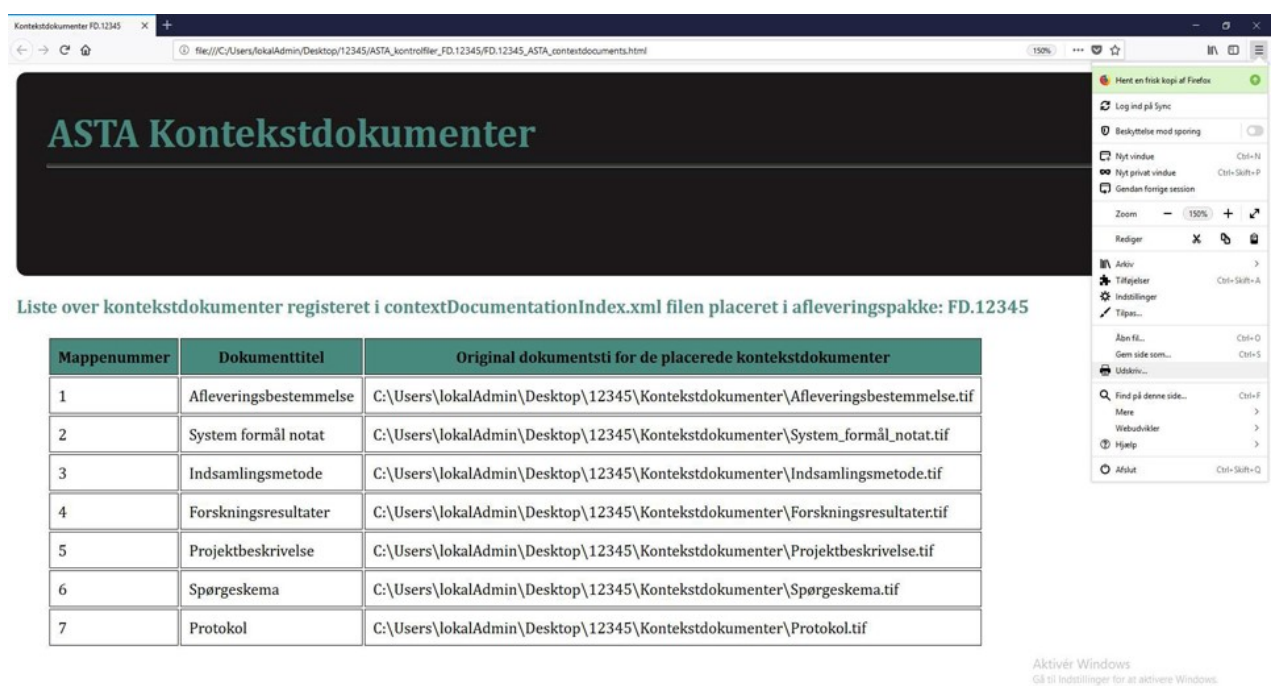 Kontekstdokumenter FD.12345
file:///C:/Users/lokalAdmin/Desktop/12345/ASTA_kontrolfiler_FD.12345/FD.12345_ASTA_contextdocuments.html
150%
ASTA Kontekstdokumenter
Liste over kontekstdokumenter registeret i contextDocumentationIndex.xml filen placeret i afleveringspakke: FD.12345
Mappenummer Dokumenttitel Original dokumentsti for de placerede kontekstdokumenter
1 Afleveringsbestemmelse C:\Users\lokalAdmin\Desktop\12345\Kontekstdokumenter\Afleveringsbestemmelse.tif
2 System formål notat C:\Users\lokalAdmin\Desktop\12345\Kontekstdokumenter\System_formål_notat.tif
3 Indsamlingsmetode C:\Users\lokalAdmin\Desktop\12345\Kontekstdokumenter\Indsamlingsmetode.tif
4 Forskningsresultater C:\Users\lokalAdmin\Desktop\12345\Kontekstdokumenter\Forskningsresultater.tif
5 Projektbeskrivelse C:\Users\lokalAdmin\Desktop\12345\Kontekstdokumenter\Projektbeskrivelse.tif
6 Spørgeskema C:\Users\lokalAdmin\Desktop\12345\Kontekstdokumenter\Spørgeskema.tif
7 Protokol C:\Users\lokalAdmin\Desktop\12345\Kontekstdokumenter\Protokol.tif
Hent en frisk kopi af Firefox
Log ind på Sync
Beskyttelse mod sporing
Nyt vindue Ctrl+N
Nyt privat vindue Ctrl+Skift+P
Gendan forrige session
Zoom 150%
Rediger
Arkiv
Tilføjelser Ctrl+Skift+A
Indstillinger
Tilpas...
Åbn fil... Ctrl+O
Gem side som... Ctrl+S
Udskriv...
Find på denne side... Ctrl+F
Mere
Webudvikler
Hjælp
Afslut Ctrl+Skift+Q
Aktivér Windows
Gå til Indstillinger for at aktivere Windows.